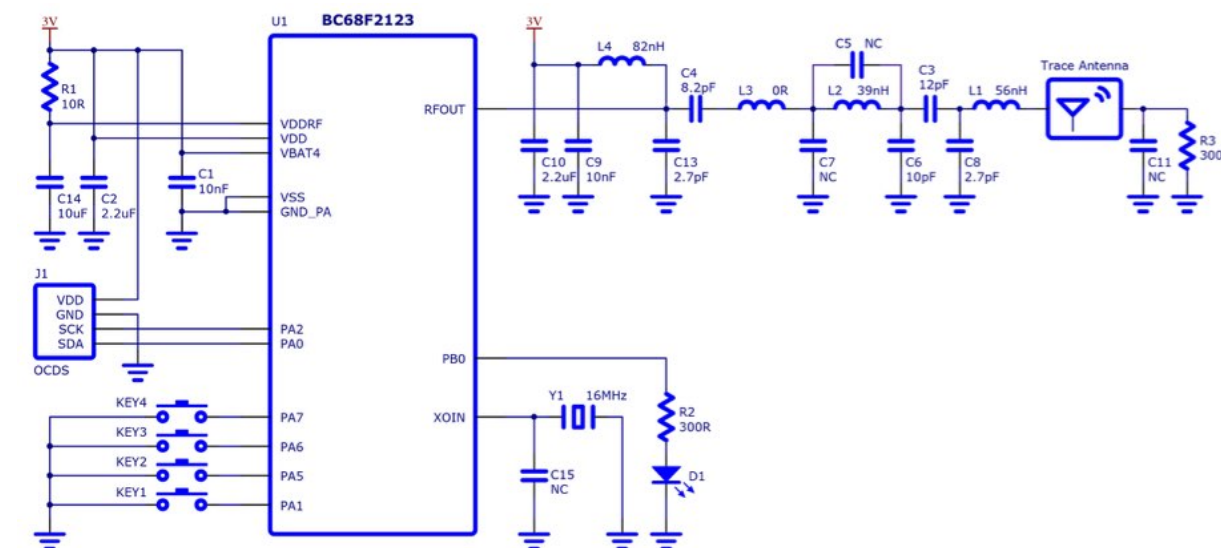 3V
U1 BC68F2123
3V
R1
10R
VDDRF
VDD
VBAT4
C1
10nF
VSS
GND_PA
C14
10uF
C2
2.2uF
J1
VDD
GND
SCK
SDA
OCDS
PA2
PA0
KEY4
PA7
KEY3
PA6
KEY2
PA5
KEY1
PA1
RFOUT
L4 82nH
C4
8.2pF
L3 0R
C5 NC
L2 39nH
C3
12pF
L1 56nH
Trace Antenna
C10
2.2uF
C9
10nF
C13
2.7pF
C7
NC
C6
10pF
C8
2.7pF
C11
NC
R3
300
PB0
XOIN
Y1 16MHz
R2
300R
C15
NC
D1